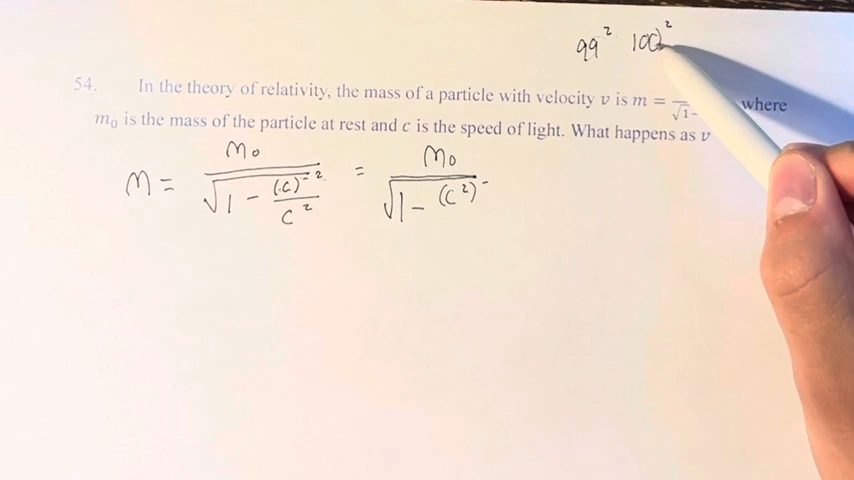 99² 100²
54. In the theory of relativity, the mass of a particle with velocity v is m = 1/√1- where
m₀ is the mass of the particle at rest and c is the speed of light. What happens as v
m = m₀/√(1 - (c)⁻²/c²) = m₀/√1 - (c²)⁻